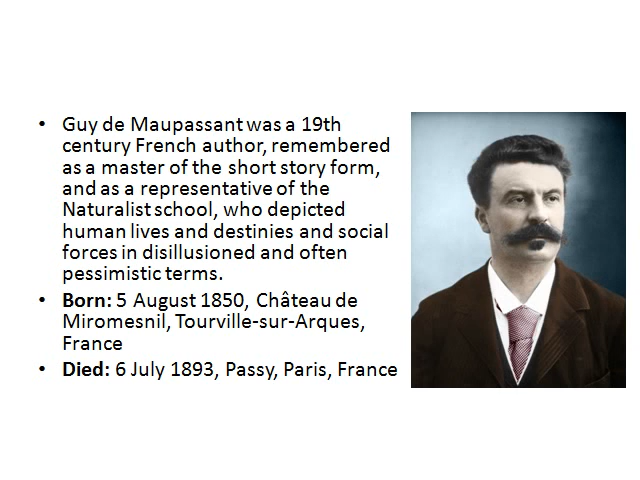 • Guy de Maupassant was a 19th
century French author, remembered
as a master of the short story form,
and as a representative of the
Naturalist school, who depicted
human lives and destinies and social
forces in disillusioned and often
pessimistic terms.
• Born: 5 August 1850, Château de
Miromesnil, Tourville-sur-Arques,
France
• Died: 6 July 1893, Passy, Paris, France